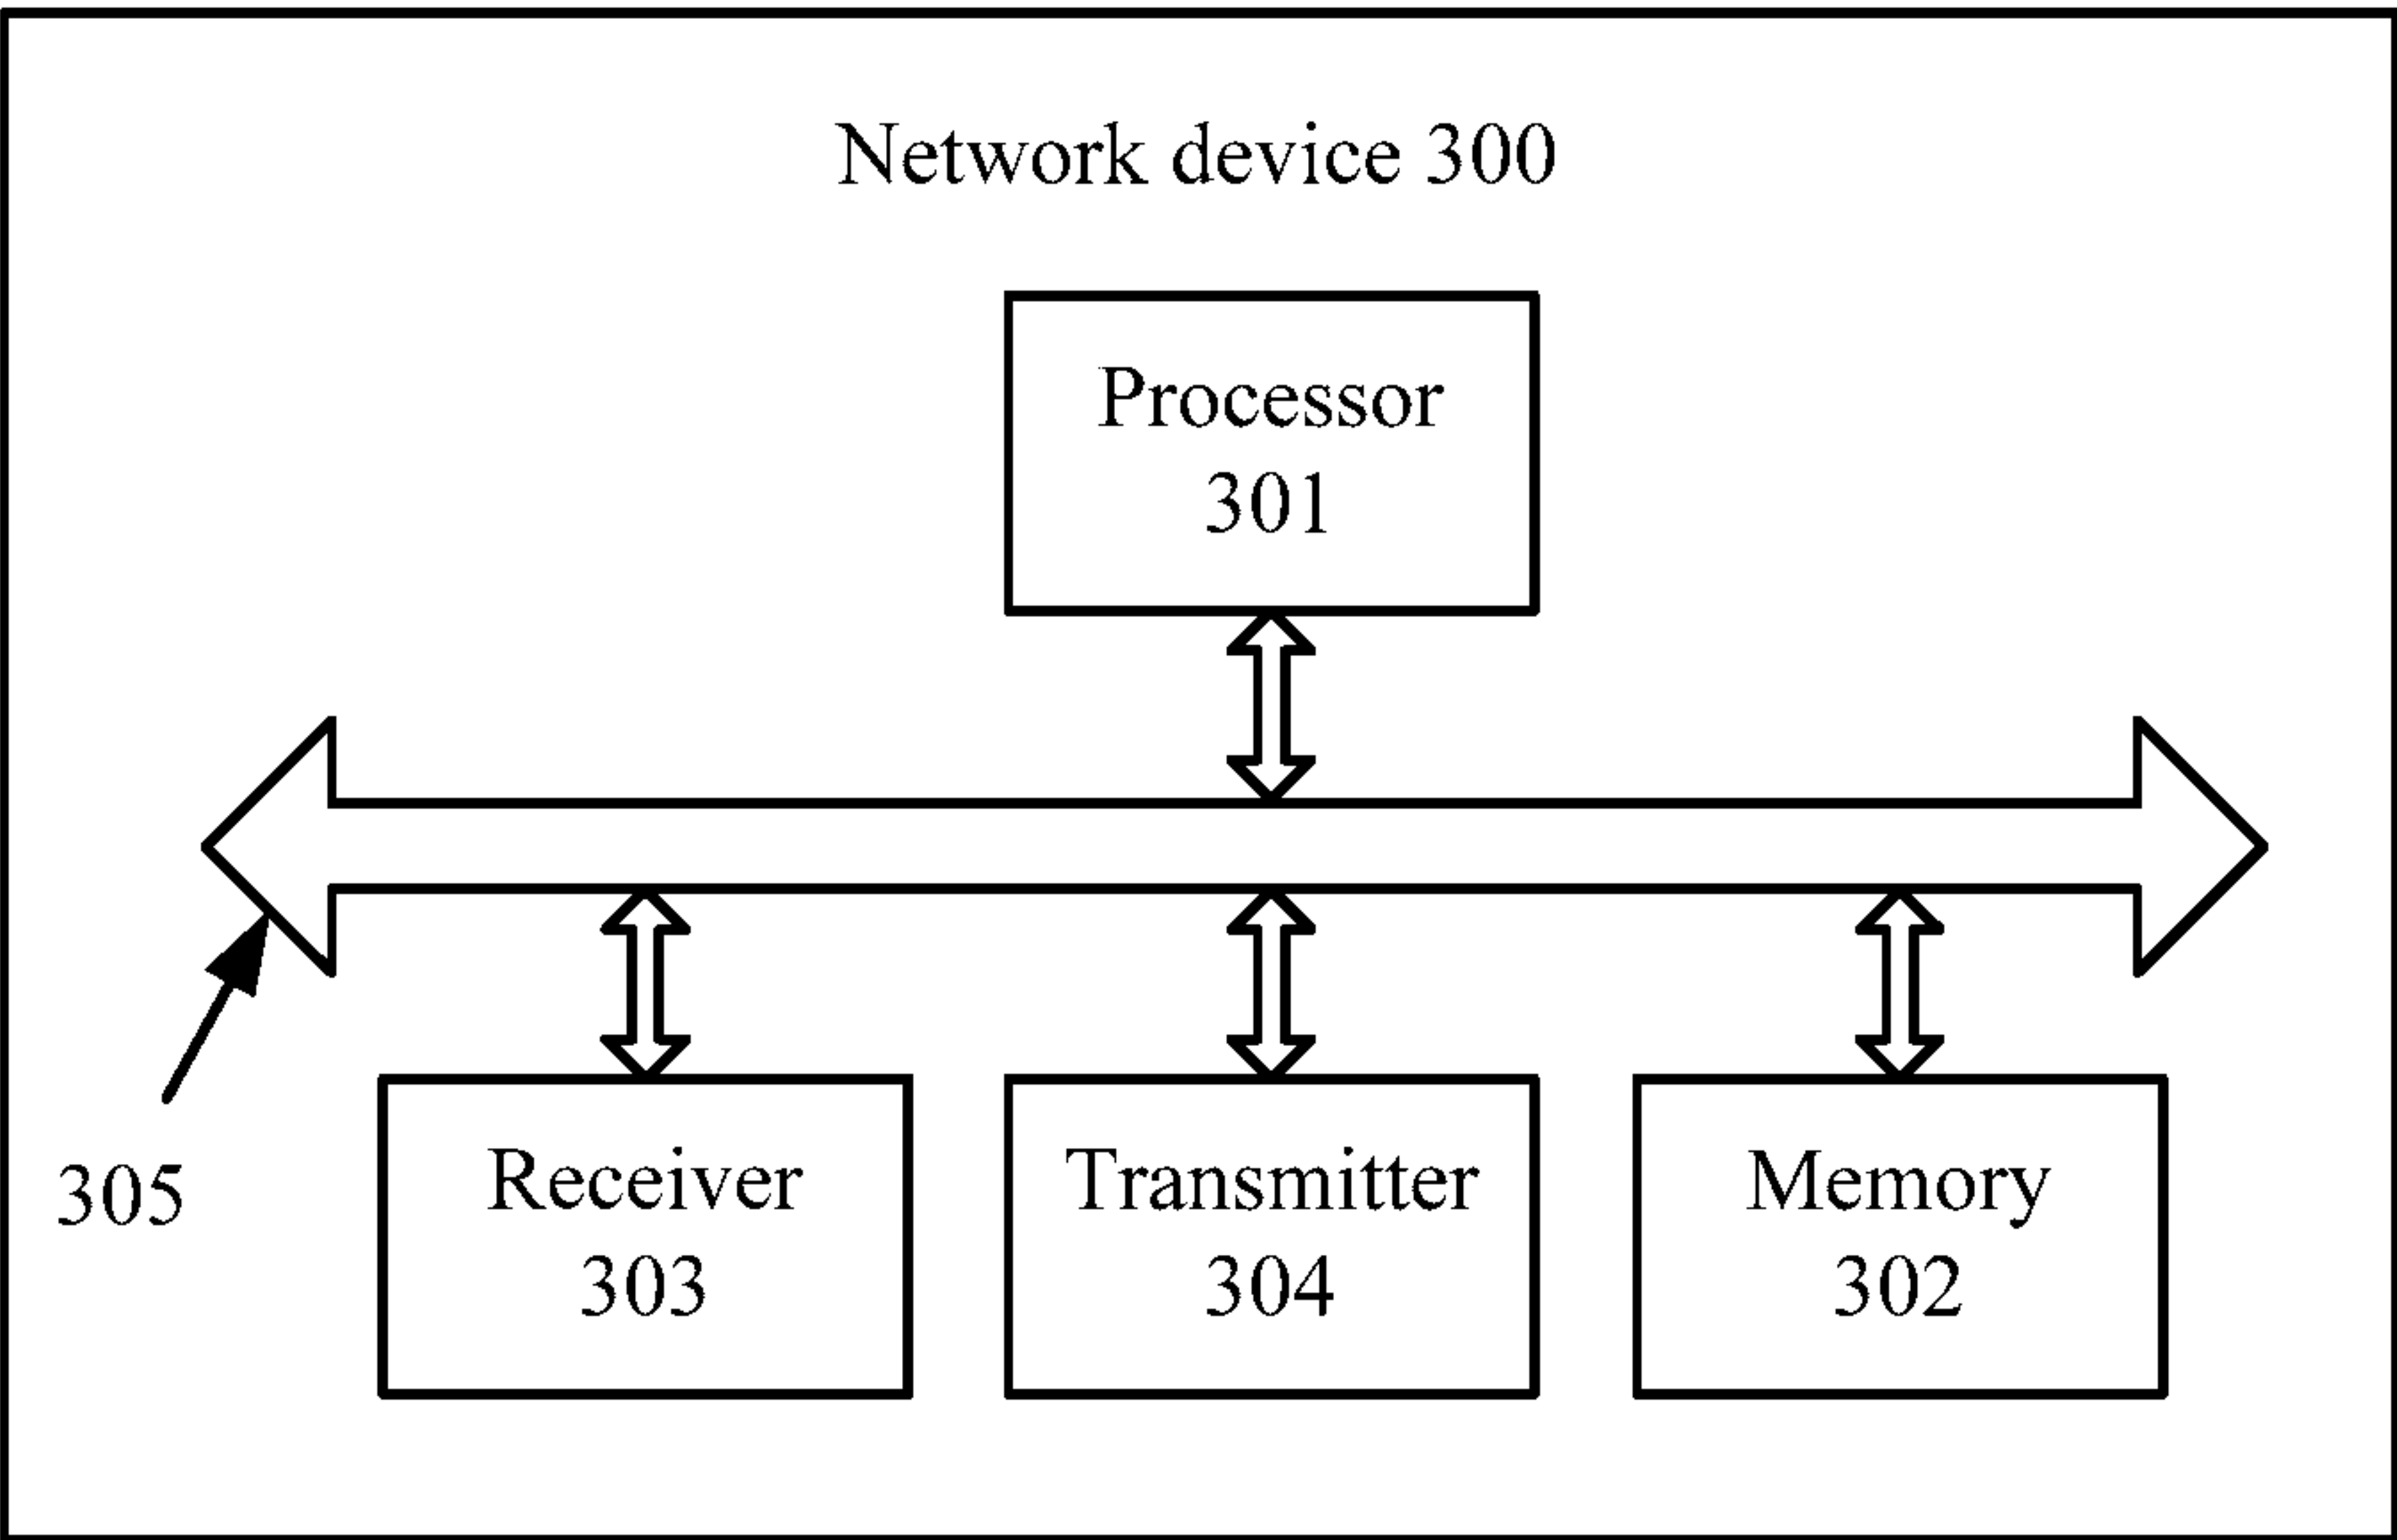 Network device 300
Processor
301
305
Receiver
303
Transmitter
304
Memory
302